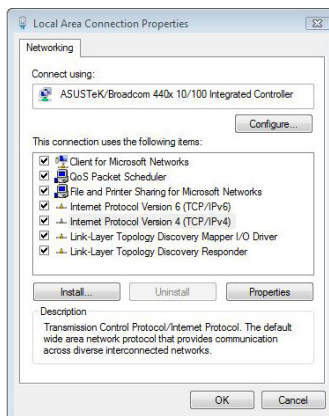 Local Area Connection Properties
Networking
Connect using:
ASUSTeK/Broadcom 440x 10/100 Integrated Controller
Configure...
This connection uses the following items:
Client for Microsoft Networks
QoS Packet Scheduler
File and Printer Sharing for Microsoft Networks
Internet Protocol Version 6 (TCP/IPv6)
Internet Protocol Version 4 (TCP/IPv4)
Link-Layer Topology Discovery Mapper I/O Driver
Link-Layer Topology Discovery Responder
Install...
Uninstall
Properties
Description
Transmission Control Protocol/Internet Protocol. The default
wide area network protocol that provides communication
across diverse interconnected networks.
OK
Cancel